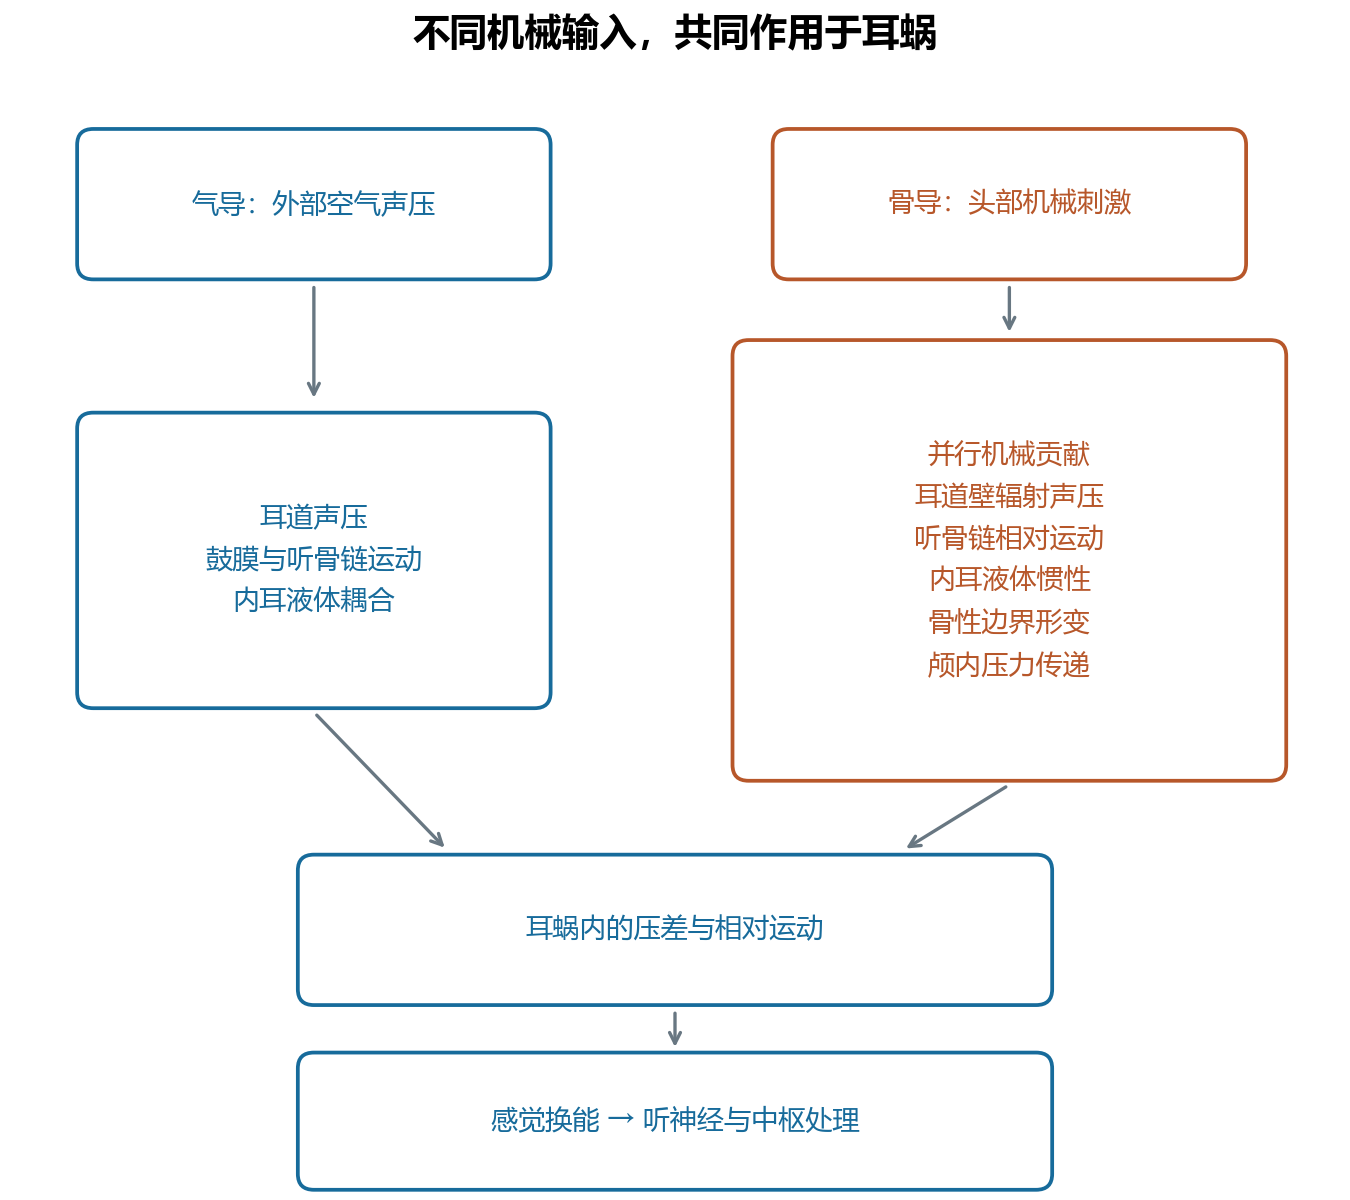 不同机械输入，共同作用于耳蜗
气导：外部空气声压
骨导：头部机械刺激
耳道声压
鼓膜与听骨链运动
内耳液体耦合
并行机械贡献
耳道壁辐射声压
听骨链相对运动
内耳液体惯性
骨性边界形变
颅内压力传递
耳蜗内的压差与相对运动
感觉换能 → 听神经与中枢处理